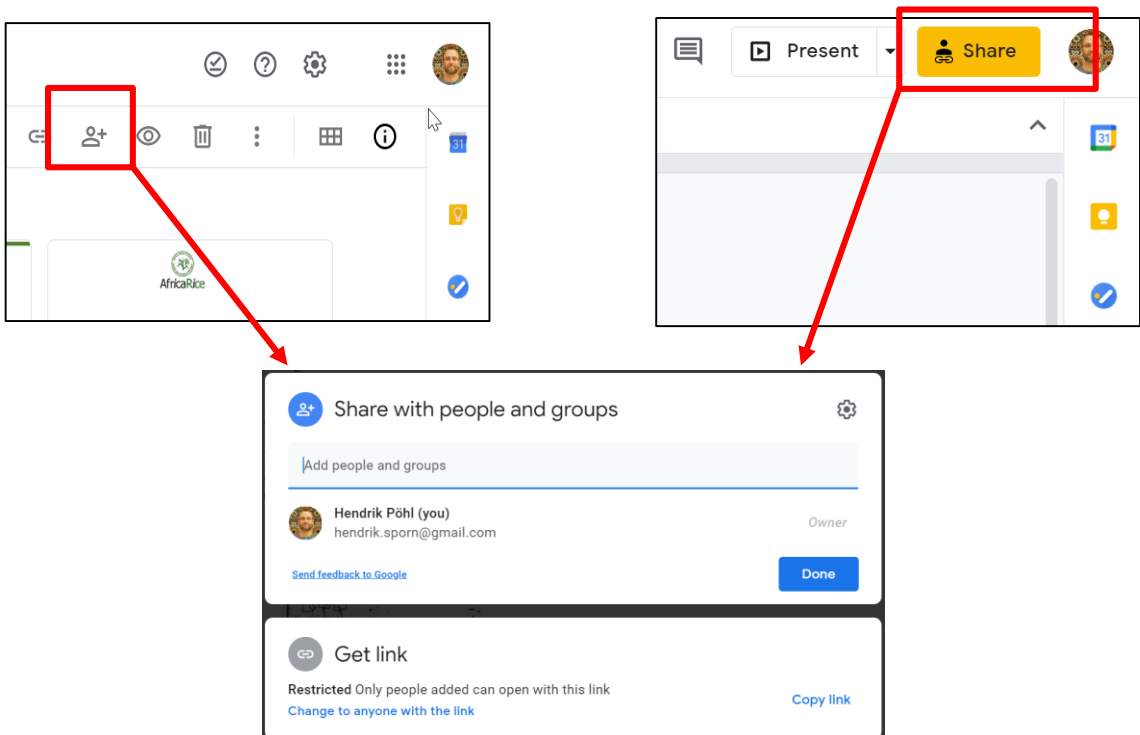 31
AfricaRice
Present
Share
31
Share with people and groups
Add people and groups
Hendrik Pöhl (you)
hendrik.sporn@gmail.com
Owner
Send feedback to Google
Done
Get link
Restricted Only people added can open with this link
Change to anyone with the link
Copy link